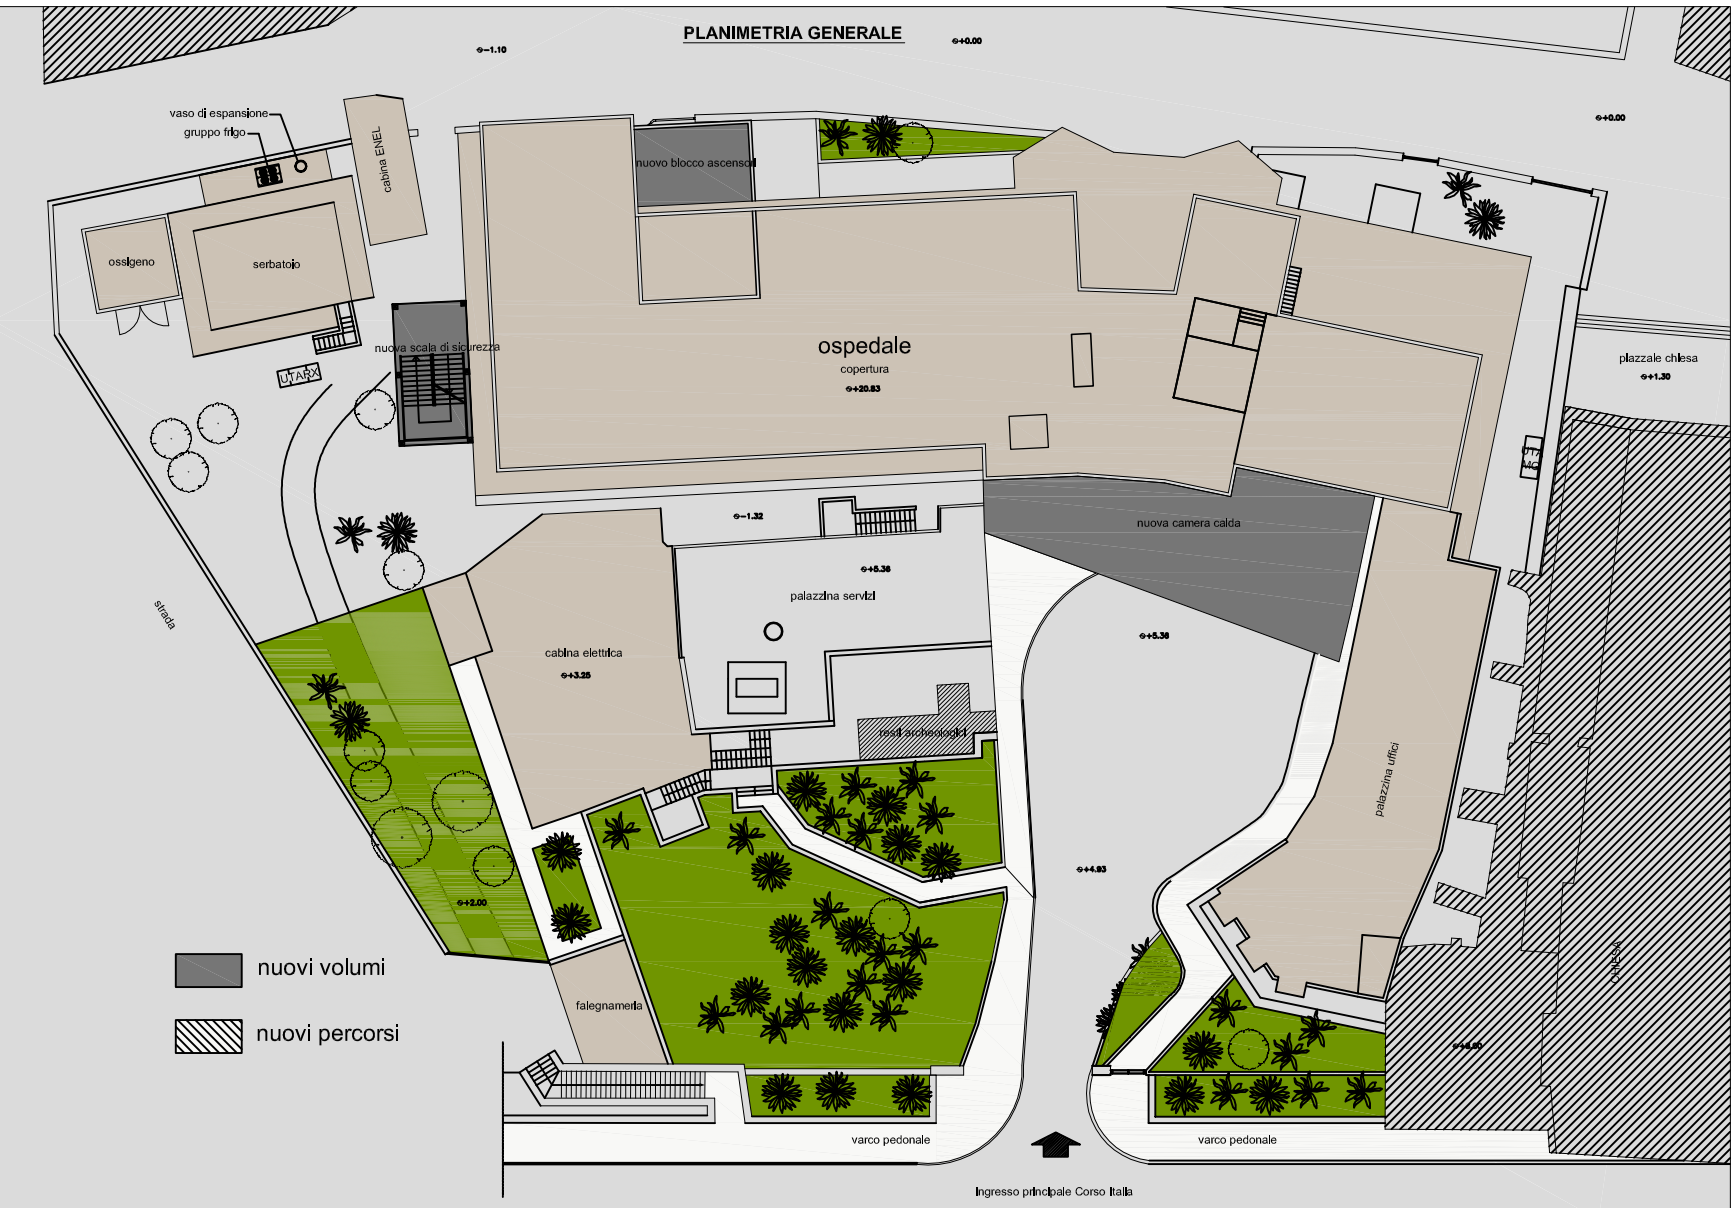 PLANIMETRIA GENERALE
-1.10
+0.00
+0.00
vaso di espansione
gruppo frigo
cabina ENEL
nuovo blocco ascensori
ossigeno
serbatoio
nuova scala di sicurezza
UTARX
ospedale
copertura
+20.83
piazzale chiesa
+1.30
-1.32
nuova camera calda
+5.36
palazzina servizi
+5.38
strada
cabina elettrica
+3.25
resti archeologici
palazzina uffici
+4.93
+2.00
CHIESA
nuovi volumi
nuovi percorsi
falegnameria
varco pedonale
varco pedonale
Ingresso principale Corso Italia